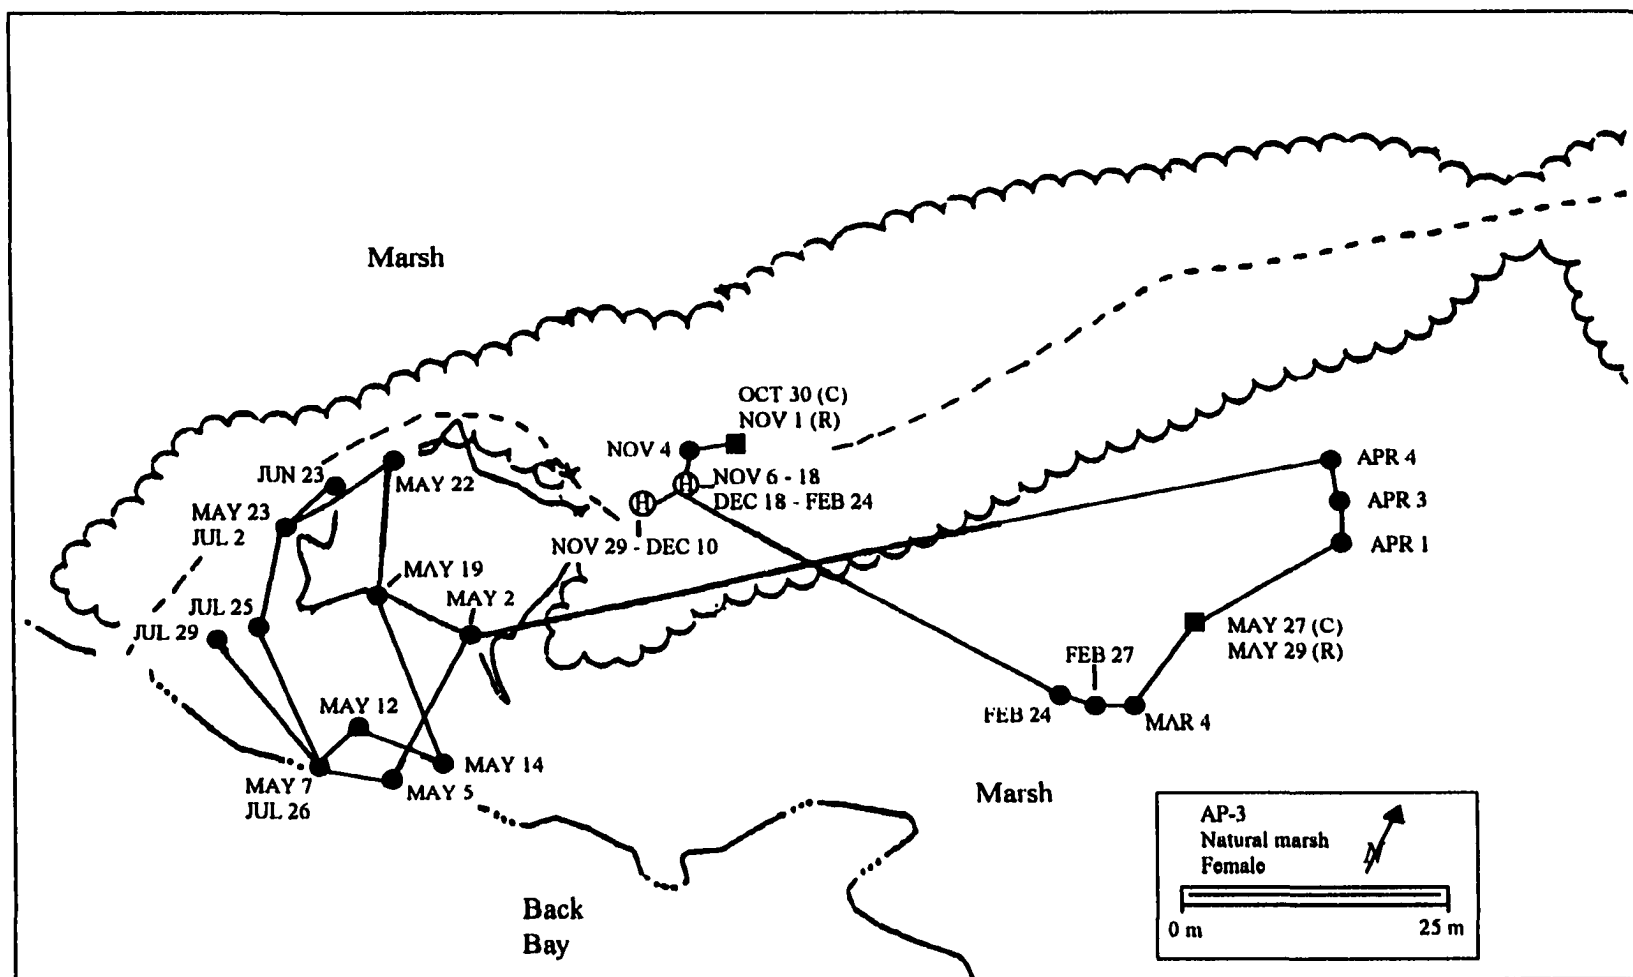 Marsh
OCT 30 (C)
NOV 1 (R)
NOV 4
NOV 6 - 18
DEC 18 - FEB 24
NOV 29 - DEC 10
JUN 23
MAY 22
MAY 23
JUL 2
MAY 19
MAY 2
JUL 25
JUL 29
MAY 12
MAY 14
MAY 7
JUL 26
MAY 5
APR 4
APR 3
APR 1
MAY 27 (C)
MAY 29 (R)
FEB 27
FEB 24
MAR 4
Marsh
Back
Bay
H
H
AP-3
Natural marsh
Female
N
0 m
25 m